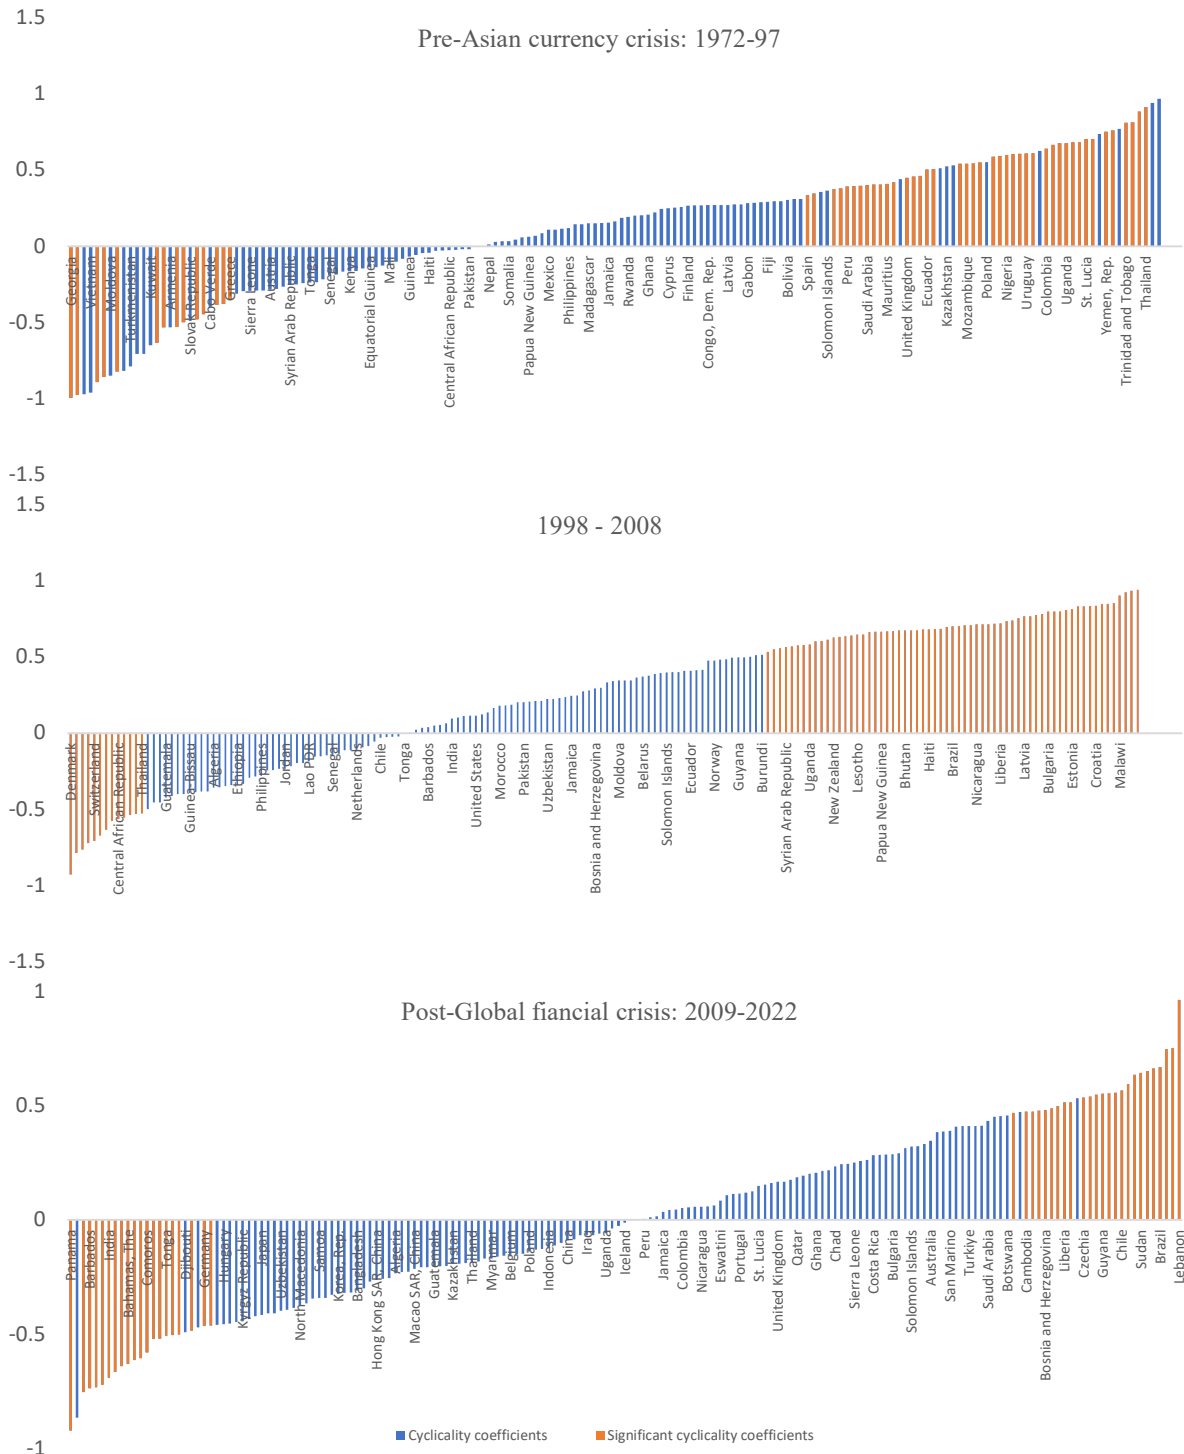 1.5
Pre-Asian currency crisis: 1972-97
1
0.5
0
-0.5
-1
-1.5
Georgia
Vietnam
Moldova
Turkmenistan
Kuwait
Armenia
Slovak Republic
Cabo Verde
Greece
Sierra Leone
Austria
Syrian Arab Republic
Tonga
Senegal
Kenya
Equatorial Guinea
Mali
Guinea
Haiti
Central African Republic
Pakistan
Nepal
Somalia
Papua New Guinea
Mexico
Philippines
Madagascar
Jamaica
Rwanda
Ghana
Cyprus
Finland
Congo, Dem. Rep.
Latvia
Gabon
Fiji
Bolivia
Spain
Solomon Islands
Peru
Saudi Arabia
Mauritius
United Kingdom
Ecuador
Kazakhstan
Mozambique
Poland
Nigeria
Uruguay
Colombia
Uganda
St. Lucia
Yemen, Rep.
Trinidad and Tobago
Thailand
1.5
1998 - 2008
1
0.5
0
-0.5
-1
-1.5
Denmark
Switzerland
Central African Republic
Thailand
Guatemala
Guinea-Bissau
Algeria
Ethiopia
Philippines
Jordan
Lao PDR
Senegal
Netherlands
Chile
Tonga
Barbados
India
United States
Morocco
Pakistan
Uzbekistan
Jamaica
Bosnia and Herzegovina
Moldova
Belarus
Solomon Islands
Ecuador
Norway
Guyana
Burundi
Syrian Arab Republic
Uganda
New Zealand
Lesotho
Papua New Guinea
Bhutan
Haiti
Brazil
Nicaragua
Liberia
Latvia
Bulgaria
Estonia
Croatia
Malawi
1
Post-Global fiancial crisis: 2009-2022
0.5
0
-0.5
-1
Panama
Barbados
India
Bahamas, The
Comoros
Tonga
Djibouti
Germany
Hungary
Kyrgyz Republic
Japan
Uzbekistan
North Macedonia
Samoa
Korea. Rep.
Bangladesh
Hong Kong SAR, China
Algeria
Macao SAR, China
Guatemala
Kazakhstan
Thailand
Myanmar
Belgium
Poland
Indonesia
China
Iraq
Uganda
Iceland
Peru
Jamaica
Colombia
Nicaragua
Eswatini
Portugal
St. Lucia
United Kingdom
Qatar
Ghana
Chad
Sierra Leone
Costa Rica
Bulgaria
Solomon Islands
Australia
San Marino
Turkiye
Saudi Arabia
Botswana
Cambodia
Bosnia and Herzegovina
Liberia
Czechia
Guyana
Chile
Sudan
Brazil
Lebanon
Cyclicality coefficients
Significant cyclicality coefficients